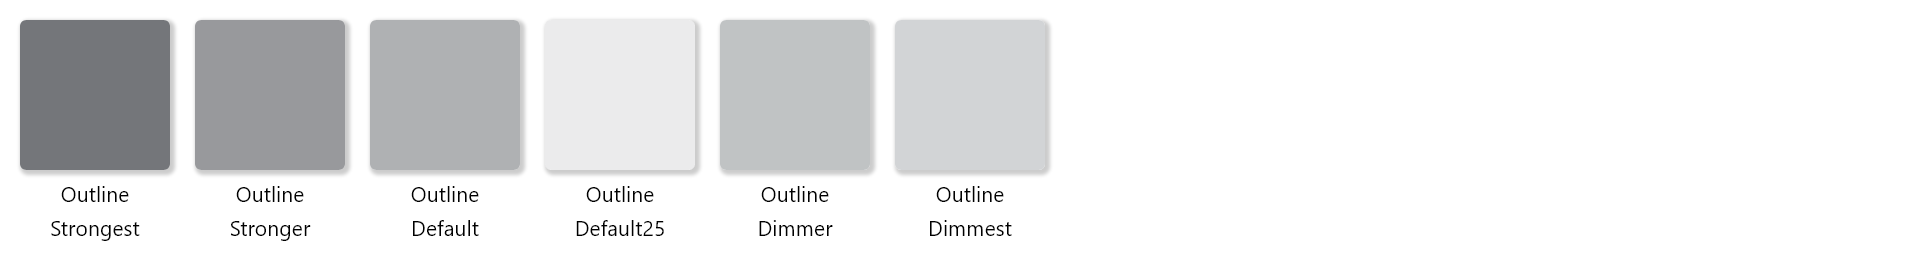 Outline
Strongest
Outline
Stronger
Outline
Default
Outline
Default25
Outline
Dimmer
Outline
Dimmest